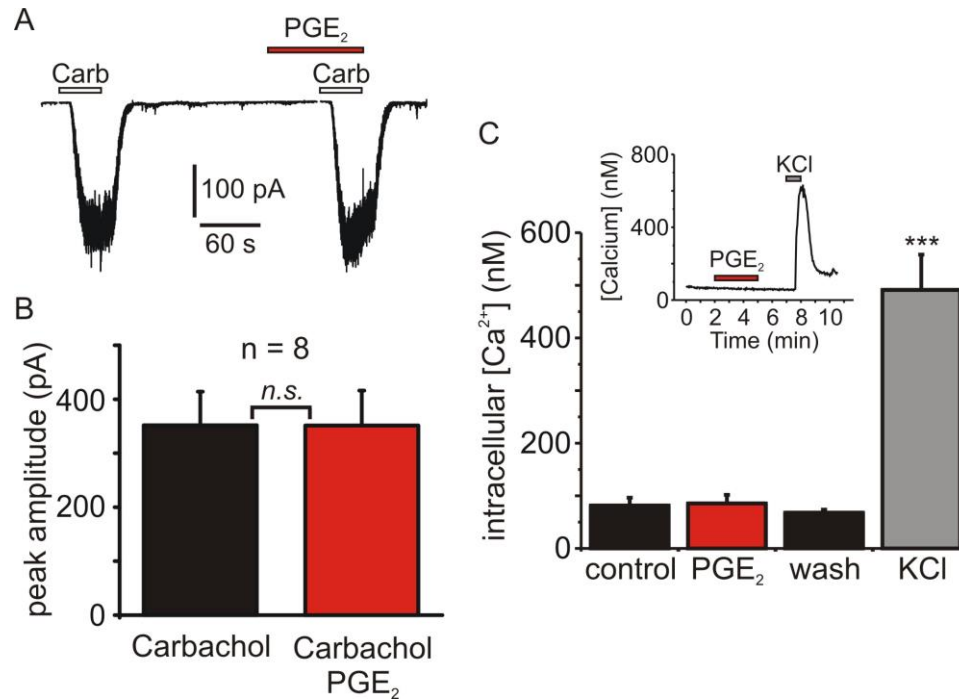 A
PGE₂
Carb
Carb
100 pA
60 s
B
n = 8
n.s.
peak amplitude (pA)
400
200
0
Carbachol
Carbachol
PGE₂
C
800
KCl
[Calcium] (nM)
400
PGE₂
0
0 2 4 6 8 10
Time (min)
***
intracellular [Ca²⁺] (nM)
600
400
200
0
control PGE₂ wash KCl